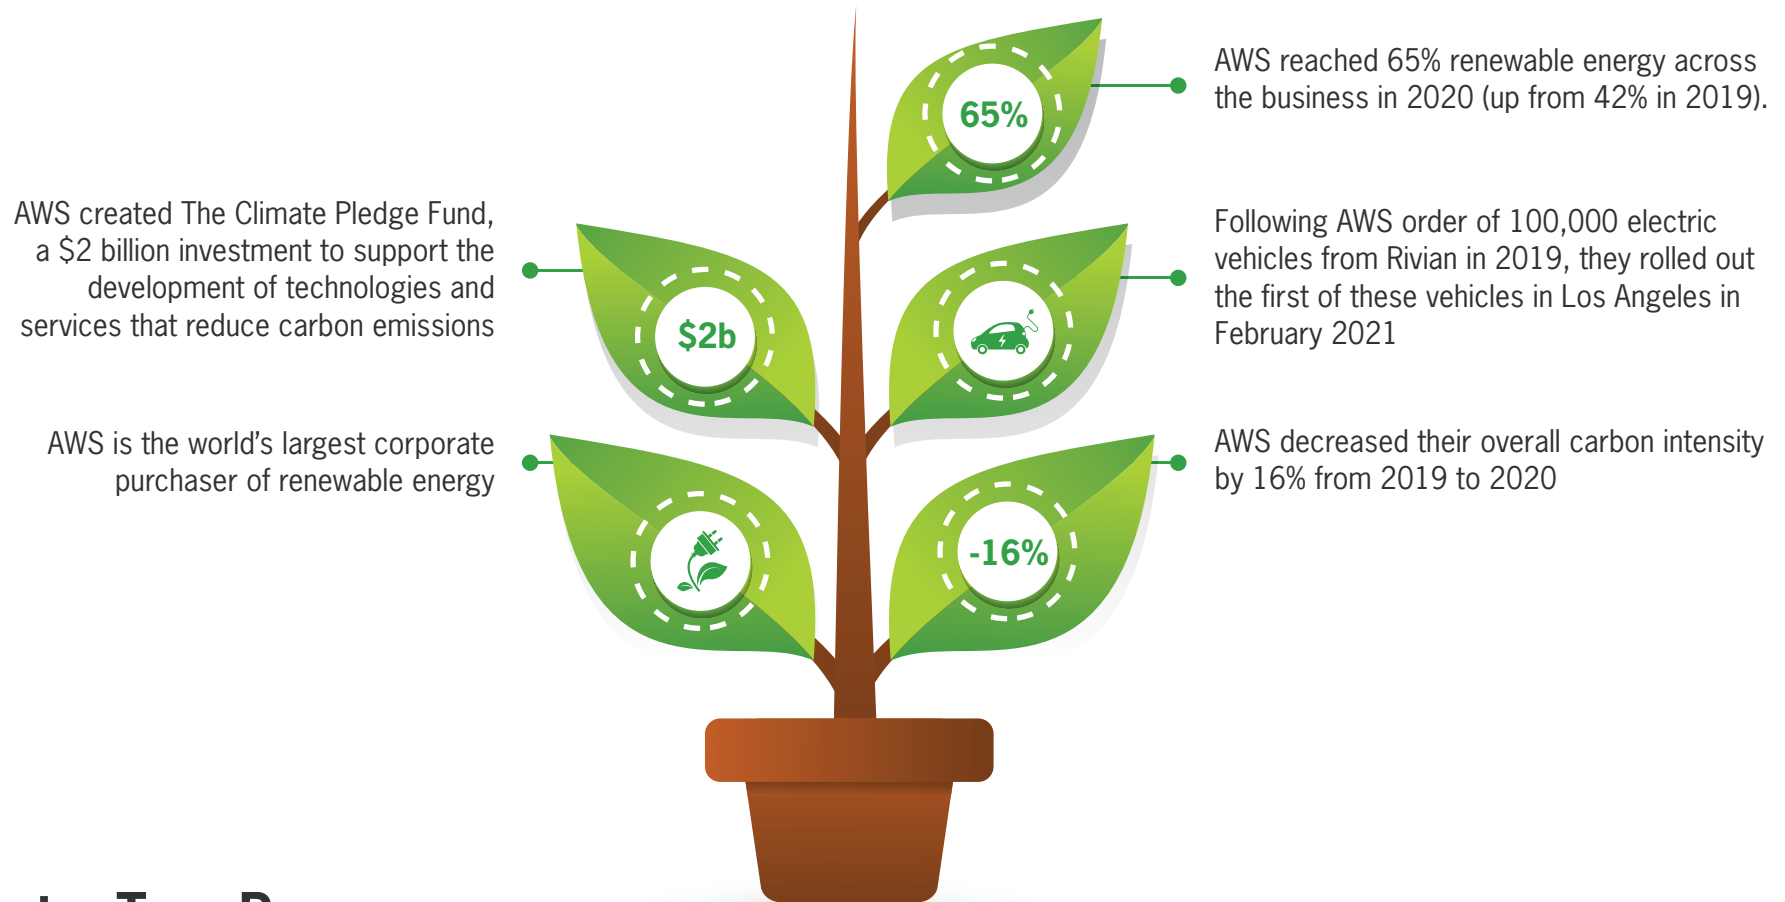 65%
AWS reached 65% renewable energy across
the business in 2020 (up from 42% in 2019).
AWS created The Climate Pledge Fund,
a $2 billion investment to support the
development of technologies and
services that reduce carbon emissions
$2b
Following AWS order of 100,000 electric
vehicles from Rivian in 2019, they rolled out
the first of these vehicles in Los Angeles in
February 2021
AWS is the world’s largest corporate
purchaser of renewable energy
-16%
AWS decreased their overall carbon intensity
by 16% from 2019 to 2020